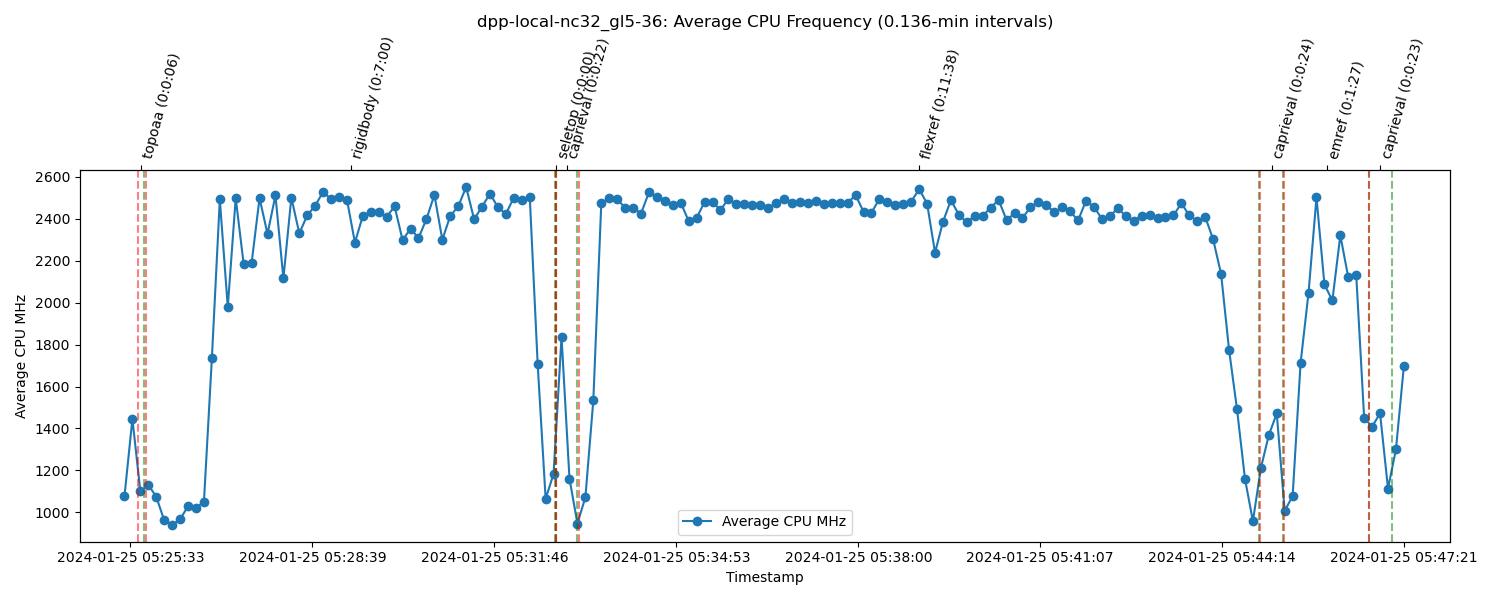 dpp-local-nc32_gl5-36: Average CPU Frequency (0.136-min intervals)
topoaa (0:0:06)
rigidbody (0:7:00)
seletop (0:0:00)
caprieval (0:0:22)
flexref (0:11:38)
caprieval (0:0:24)
emref (0:1:27)
caprieval (0:0:23)
Average CPU MHz
2600
2400
2200
2000
1800
1600
1400
1200
1000
Average CPU MHz
2024-01-25 05:25:33
2024-01-25 05:28:39
2024-01-25 05:31:46
2024-01-25 05:34:53
2024-01-25 05:38:00
2024-01-25 05:41:07
2024-01-25 05:44:14
2024-01-25 05:47:21
Timestamp